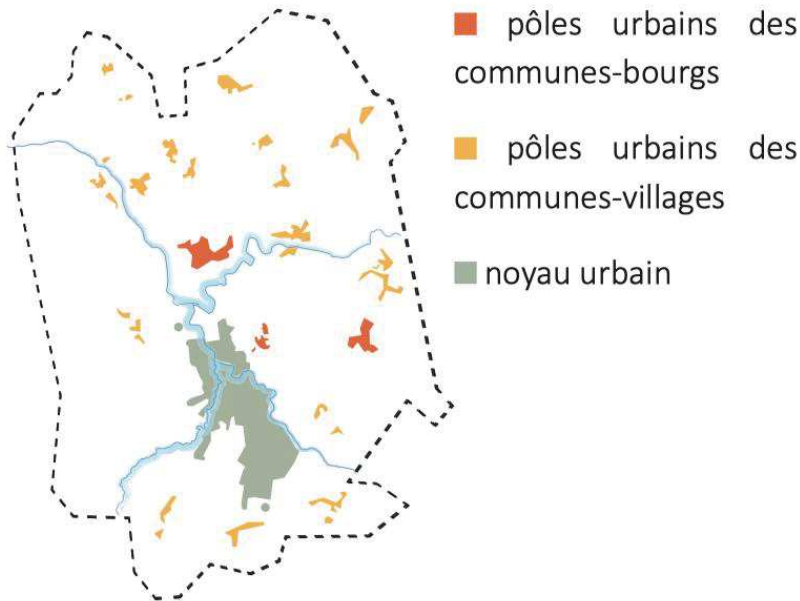 pôles urbains des
communes-bourgs
pôles urbains des
communes-villages
noyau urbain